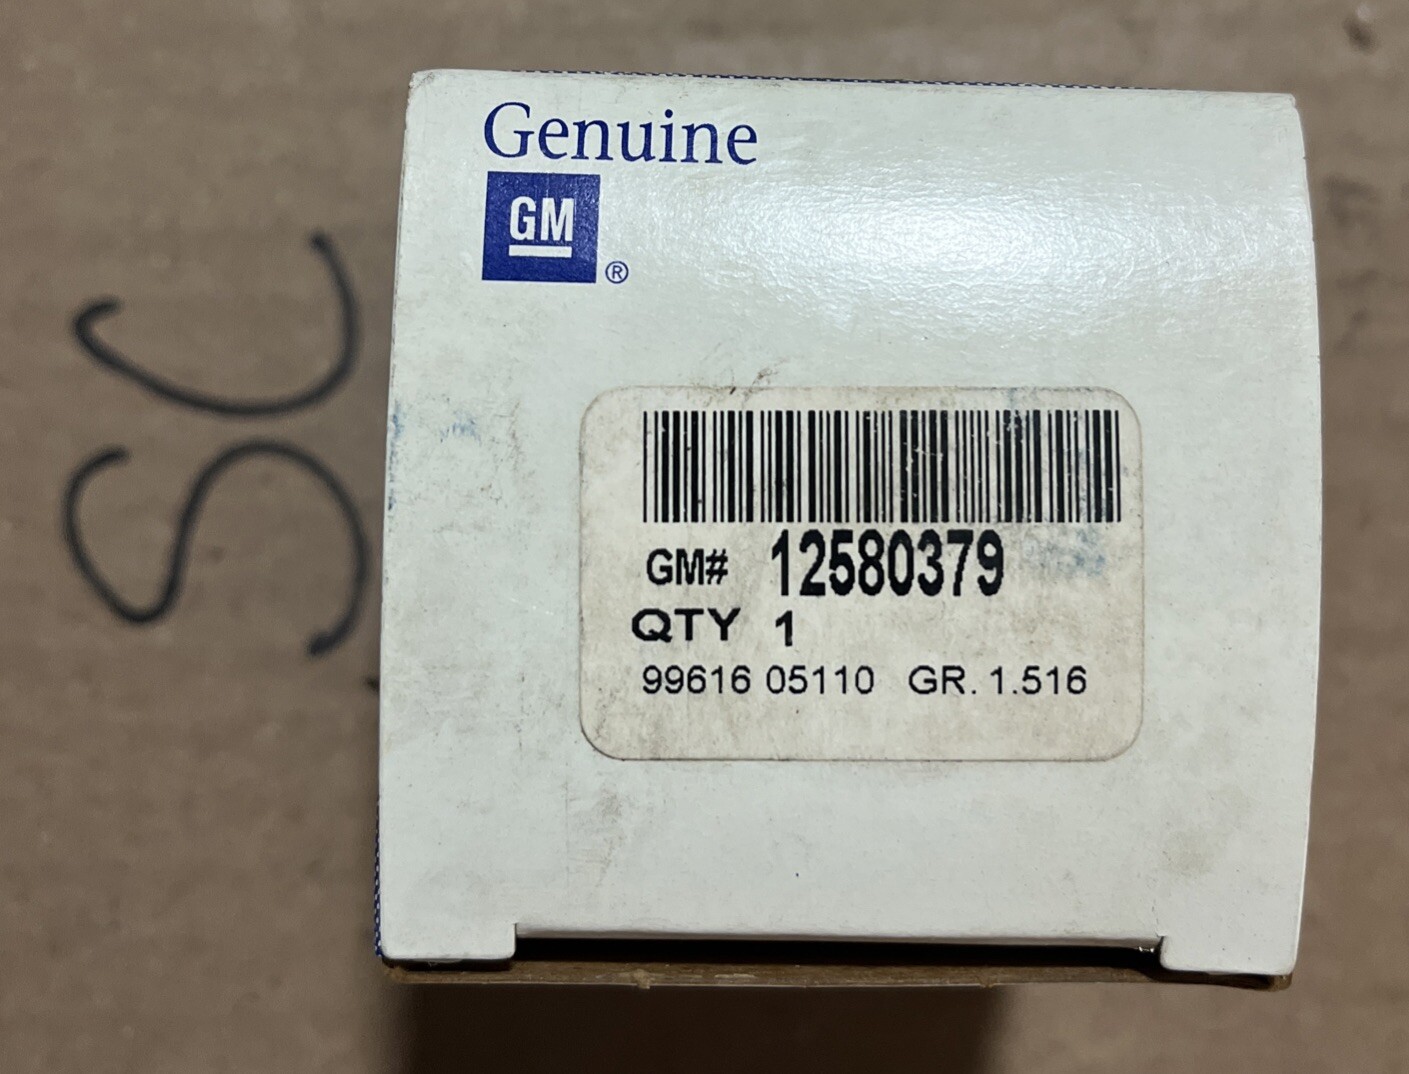 Genuine
GM
®
GM# 12580379
QTY 1
99616 05110 GR. 1.516
SC